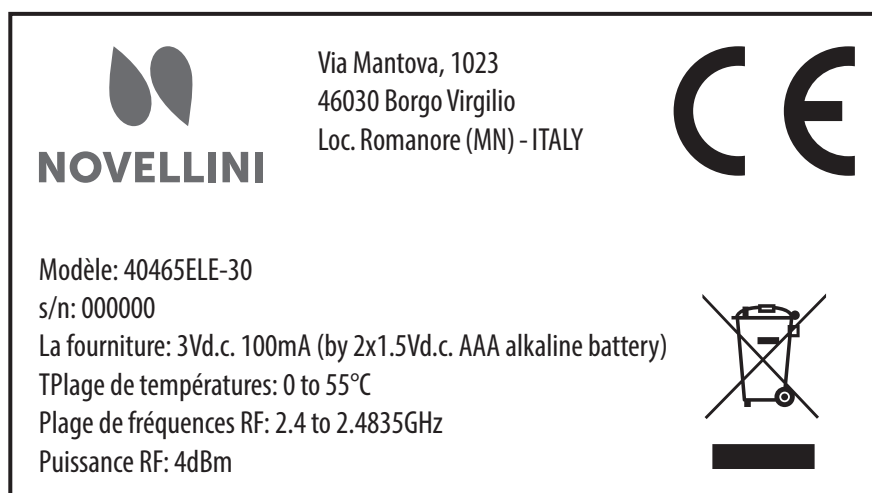 NOVELLINI
Via Mantova, 1023
46030 Borgo Virgilio
Loc. Romanore (MN) - ITALY
CE
Modèle: 40465ELE-30
s/n: 000000
La fourniture: 3Vd.c. 100mA (by 2x1.5Vd.c. AAA alkaline battery)
TPlage de températures: 0 to 55°C
Plage de fréquences RF: 2.4 to 2.4835GHz
Puissance RF: 4dBm